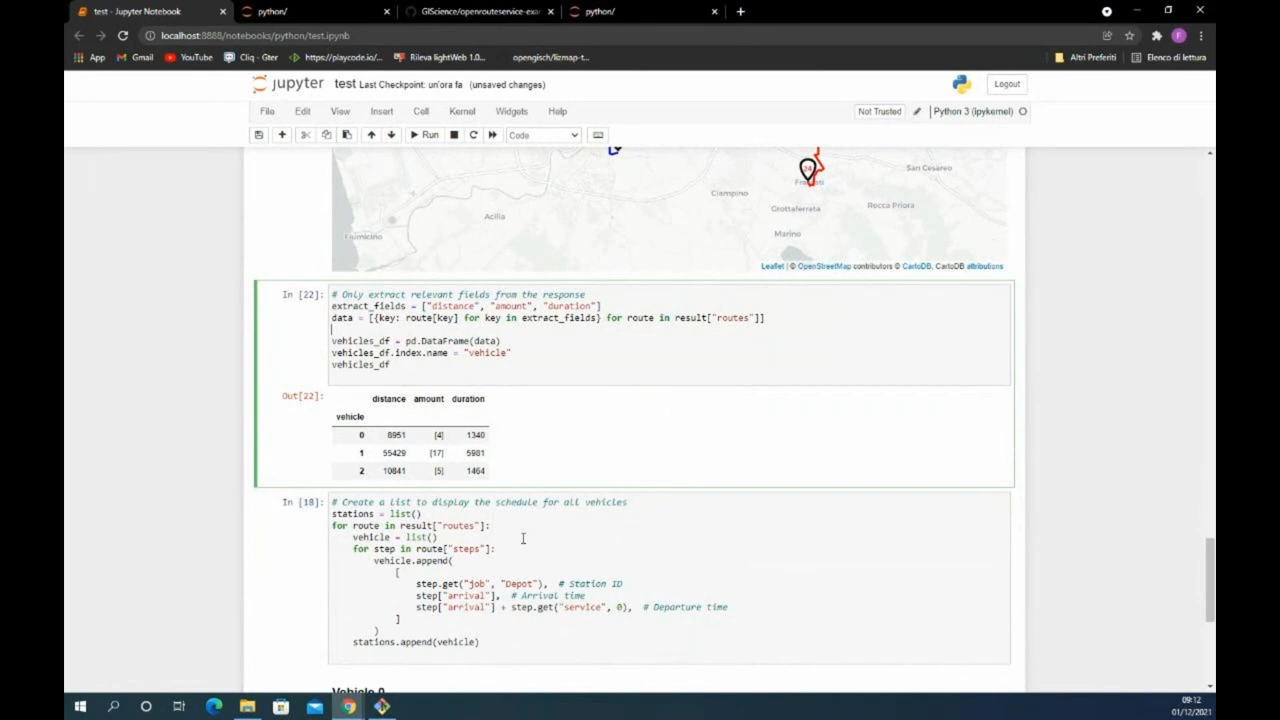 test - Jupyter Notebook
python/
GIScience/openrouteservice-exa
python/
localhost:8888/notebooks/python/test.ipynb
App
Gmail
YouTube
Cliq - Gter
https://playcode.io/...
Rileva lightWeb 1.0...
opengisch/lizmap-t...
Altri Preferiti
Elenco di lettura
jupyter test Last Checkpoint: un'ora fa (unsaved changes)
Logout
File Edit View Insert Cell Kernel Widgets Help
Not Trusted
Python 3 (ipykernel)
Run
Code
24
Frascati
San Cesareo
Ciampino
Rocca Priora
Grottaferrata
Acilia
Marino
Fiumicino
Leaflet | © OpenStreetMap contributors © CartoDB, CartoDB attributions
In [22]: # Only extract relevant fields from the response
extract_fields = ["distance", "amount", "duration"]
data = [{key: route[key] for key in extract_fields} for route in result["routes"]]
vehicles_df = pd.DataFrame(data)
vehicles_df.index.name = "vehicle"
vehicles_df
Out[22]:
distance amount duration
vehicle
0 8951 [4] 1340
1 55429 [17] 5981
2 10841 [5] 1464
In [18]: # Create a list to display the schedule for all vehicles
stations = list()
for route in result["routes"]:
vehicle = list()
for step in route["steps"]:
vehicle.append(
[
step.get("job", "Depot"), # Station ID
step["arrival"], # Arrival time
step["arrival"] + step.get("service", 0), # Departure time
]
)
stations.append(vehicle)
Vehicle 0
09:12
01/12/2021